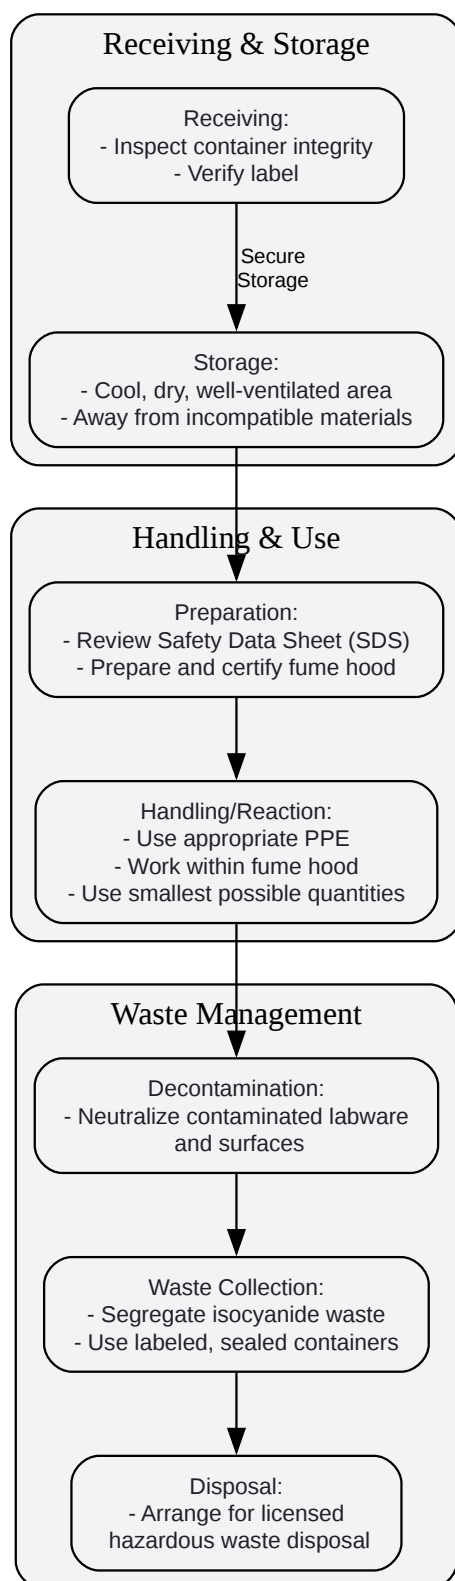 Receiving & Storage
Receiving:
- Inspect container integrity
- Verify label
Secure
Storage
Storage:
- Cool, dry, well-ventilated area
- Away from incompatible materials
Handling & Use
Preparation:
- Review Safety Data Sheet (SDS)
- Prepare and certify fume hood
Handling/Reaction:
- Use appropriate PPE
- Work within fume hood
- Use smallest possible quantities
Waste Management
Decontamination:
- Neutralize contaminated labware
and surfaces
Waste Collection:
- Segregate isocyanide waste
- Use labeled, sealed containers
Disposal:
- Arrange for licensed
hazardous waste disposal